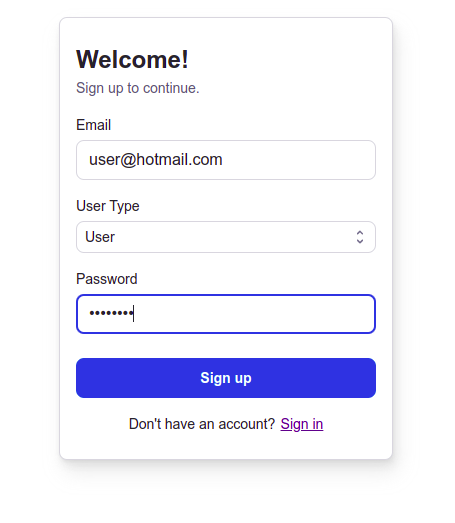 Welcome!
Sign up to continue.
Email
user@hotmail.com
User Type
User
Password
••••••••
Sign up
Don't have an account? Sign in